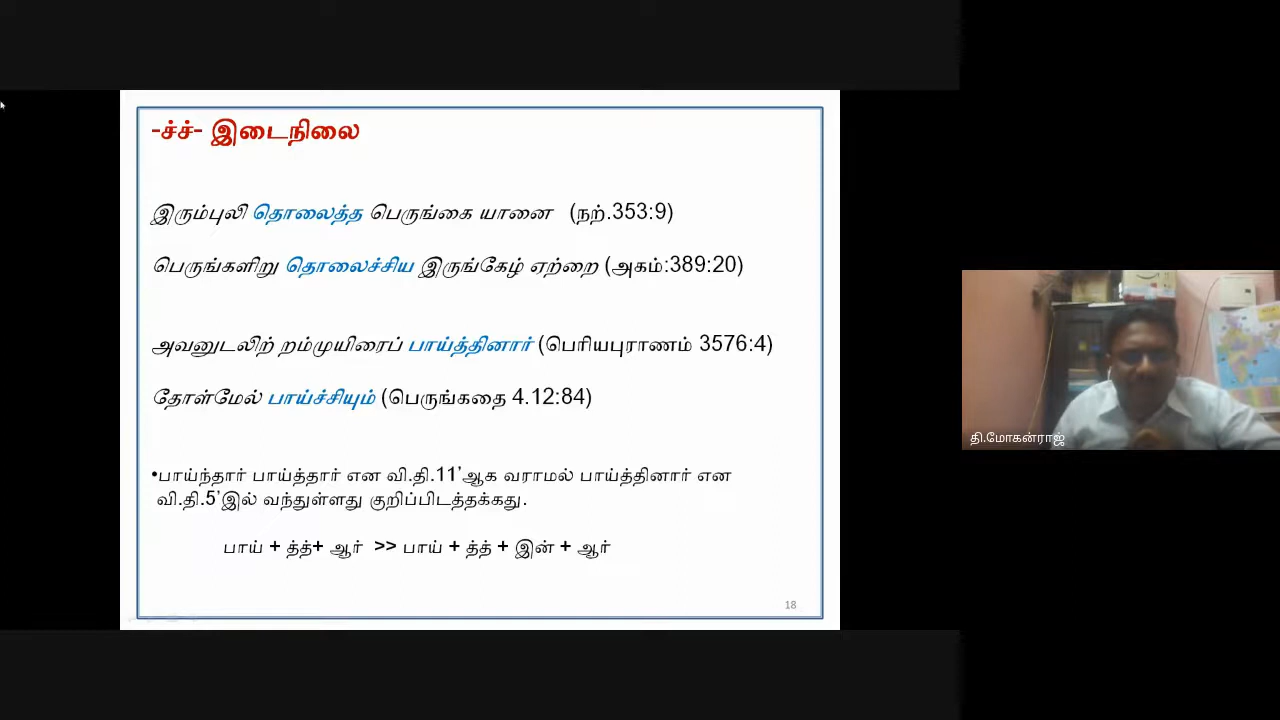 -ச்ச்- இடைநிலை
இரும்புலி தொலைத்த பெருங்கை யானை (நற்.353:9)
பெருங்களிறு தொலைச்சிய இருங்கேழ் ஏற்றை (அகம்:389:20)
அவனுடலிற் றம்முயிரைப் பாய்த்தினார் (பெரியபுராணம் 3576:4)
தோள்மேல் பாய்ச்சியும் (பெருங்கதை 4.12:84)
•பாய்ந்தார் பாய்த்தார் என வி.தி.11'ஆக வராமல் பாய்த்தினார் என
வி.தி.5'இல் வந்துள்ளது குறிப்பிடத்தக்கது.
பாய் + த்த்+ ஆர் >> பாய் + த்த் + இன் + ஆர்
18
தி.மோகன்ராஜ்